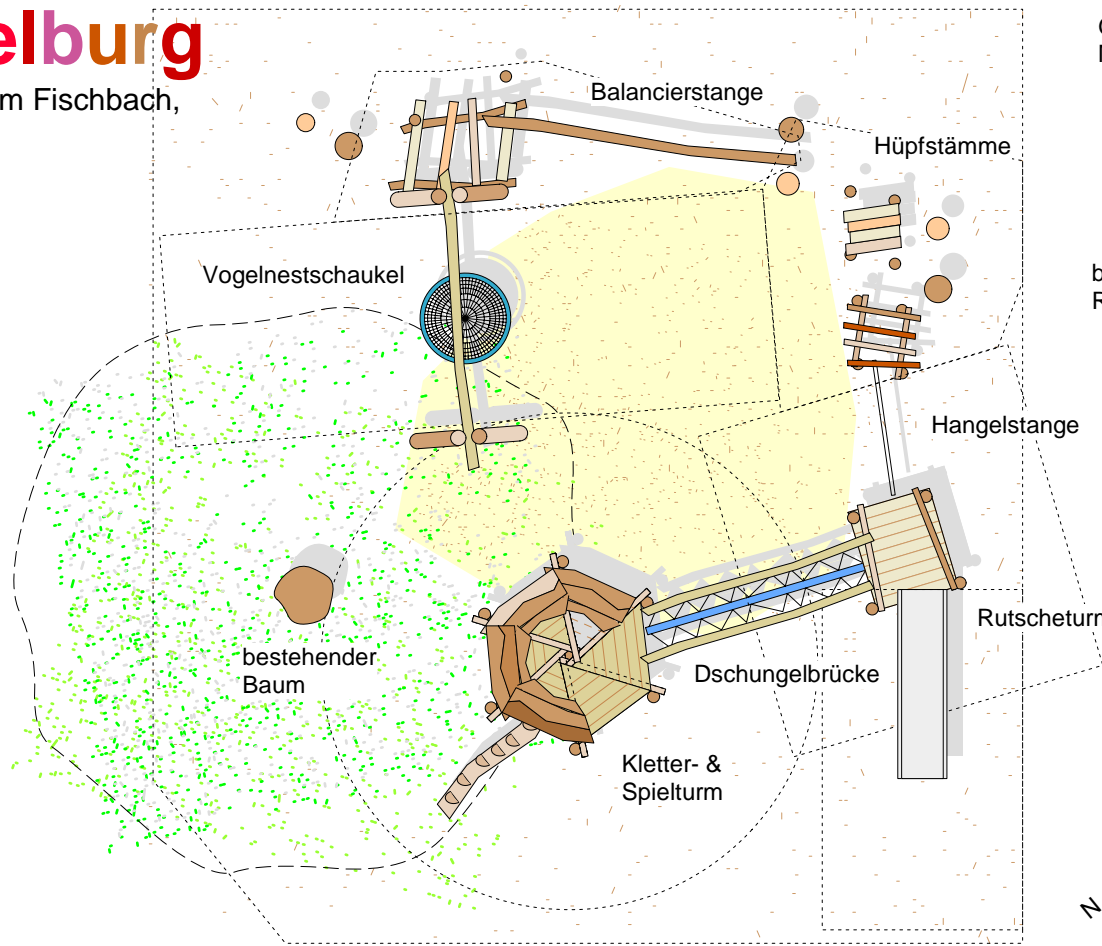 elburg
m Fischbach,
Balancierstange
Hüpfstämme
Vogelnestschaukel
Hangelstange
Rutscheturm
bestehender
Baum
Dschungelbrücke
Kletter- &
Spielturm
N